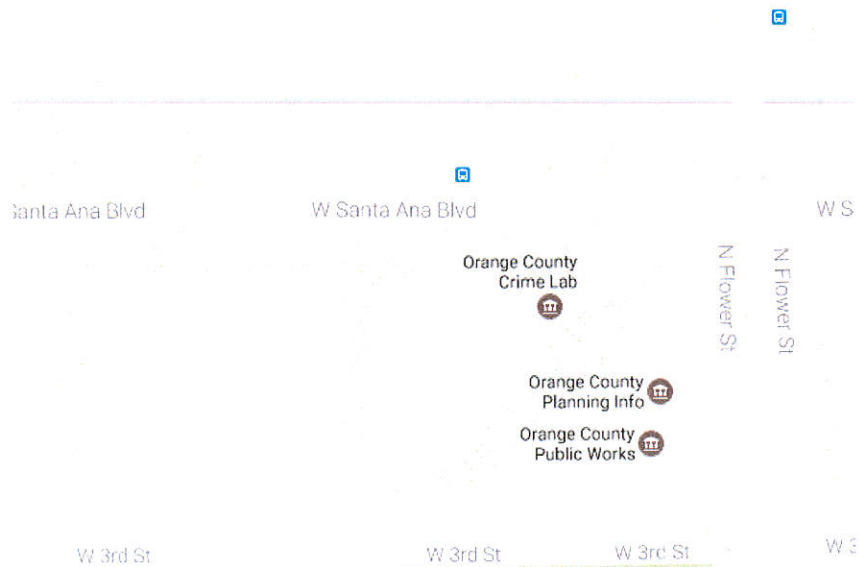 Santa Ana Blvd
W Santa Ana Blvd
W S
N Flower St
N Flower St
Orange County
Crime Lab
Orange County
Planning Info
Orange County
Public Works
W 3rd St
W 3rd St
W 3rd St
W 3